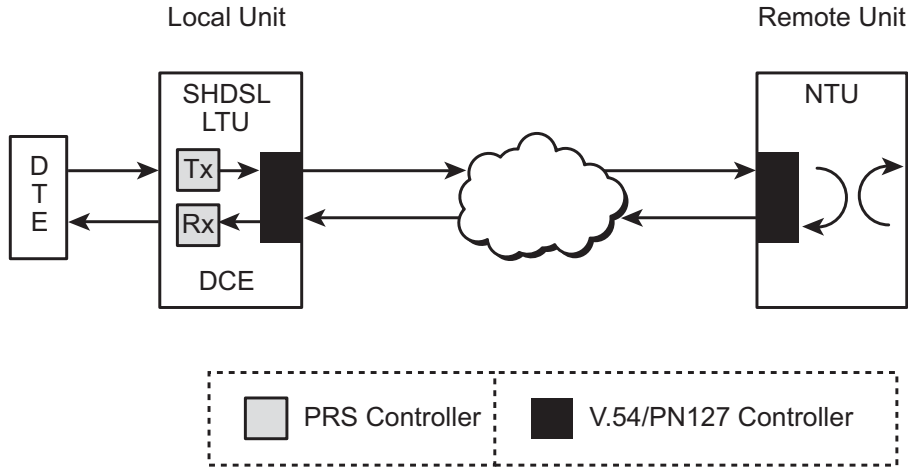 Local Unit
Remote Unit
SHDSL
LTU
NTU
D
T
E
Tx
Rx
DCE
PRS Controller
V.54/PN127 Controller